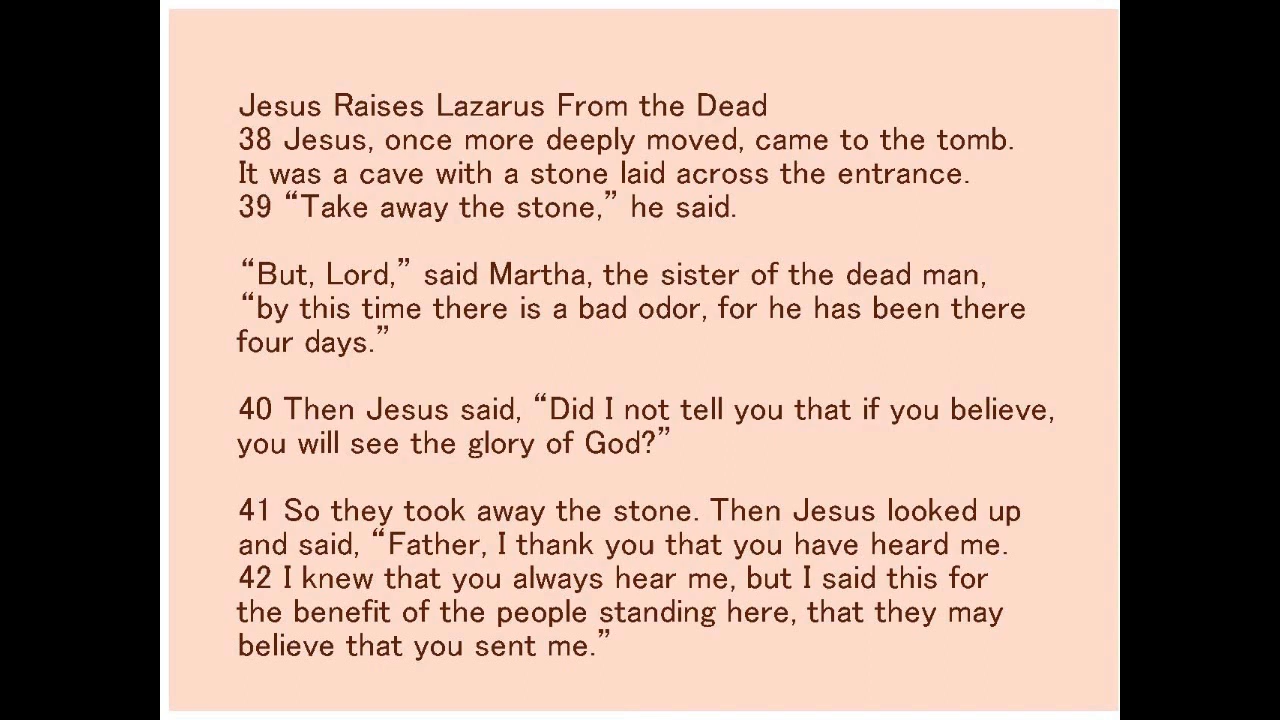 Jesus Raises Lazarus From the Dead
38 Jesus, once more deeply moved, came to the tomb.
It was a cave with a stone laid across the entrance.
39 “Take away the stone,” he said.
“But, Lord,” said Martha, the sister of the dead man,
“by this time there is a bad odor, for he has been there
four days.”
40 Then Jesus said, “Did I not tell you that if you believe,
you will see the glory of God?”
41 So they took away the stone. Then Jesus looked up
and said, “Father, I thank you that you have heard me.
42 I knew that you always hear me, but I said this for
the benefit of the people standing here, that they may
believe that you sent me.”